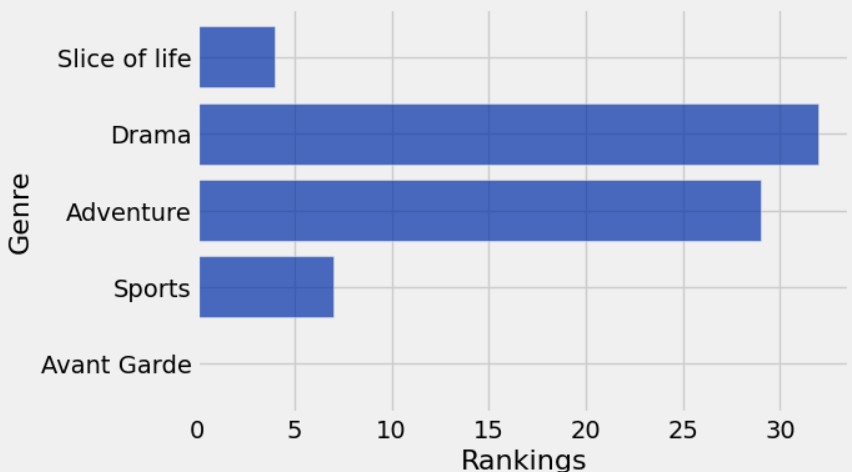 Slice of life
Drama
Adventure
Sports
Avant Garde
Genre
0 5 10 15 20 25 30
Rankings